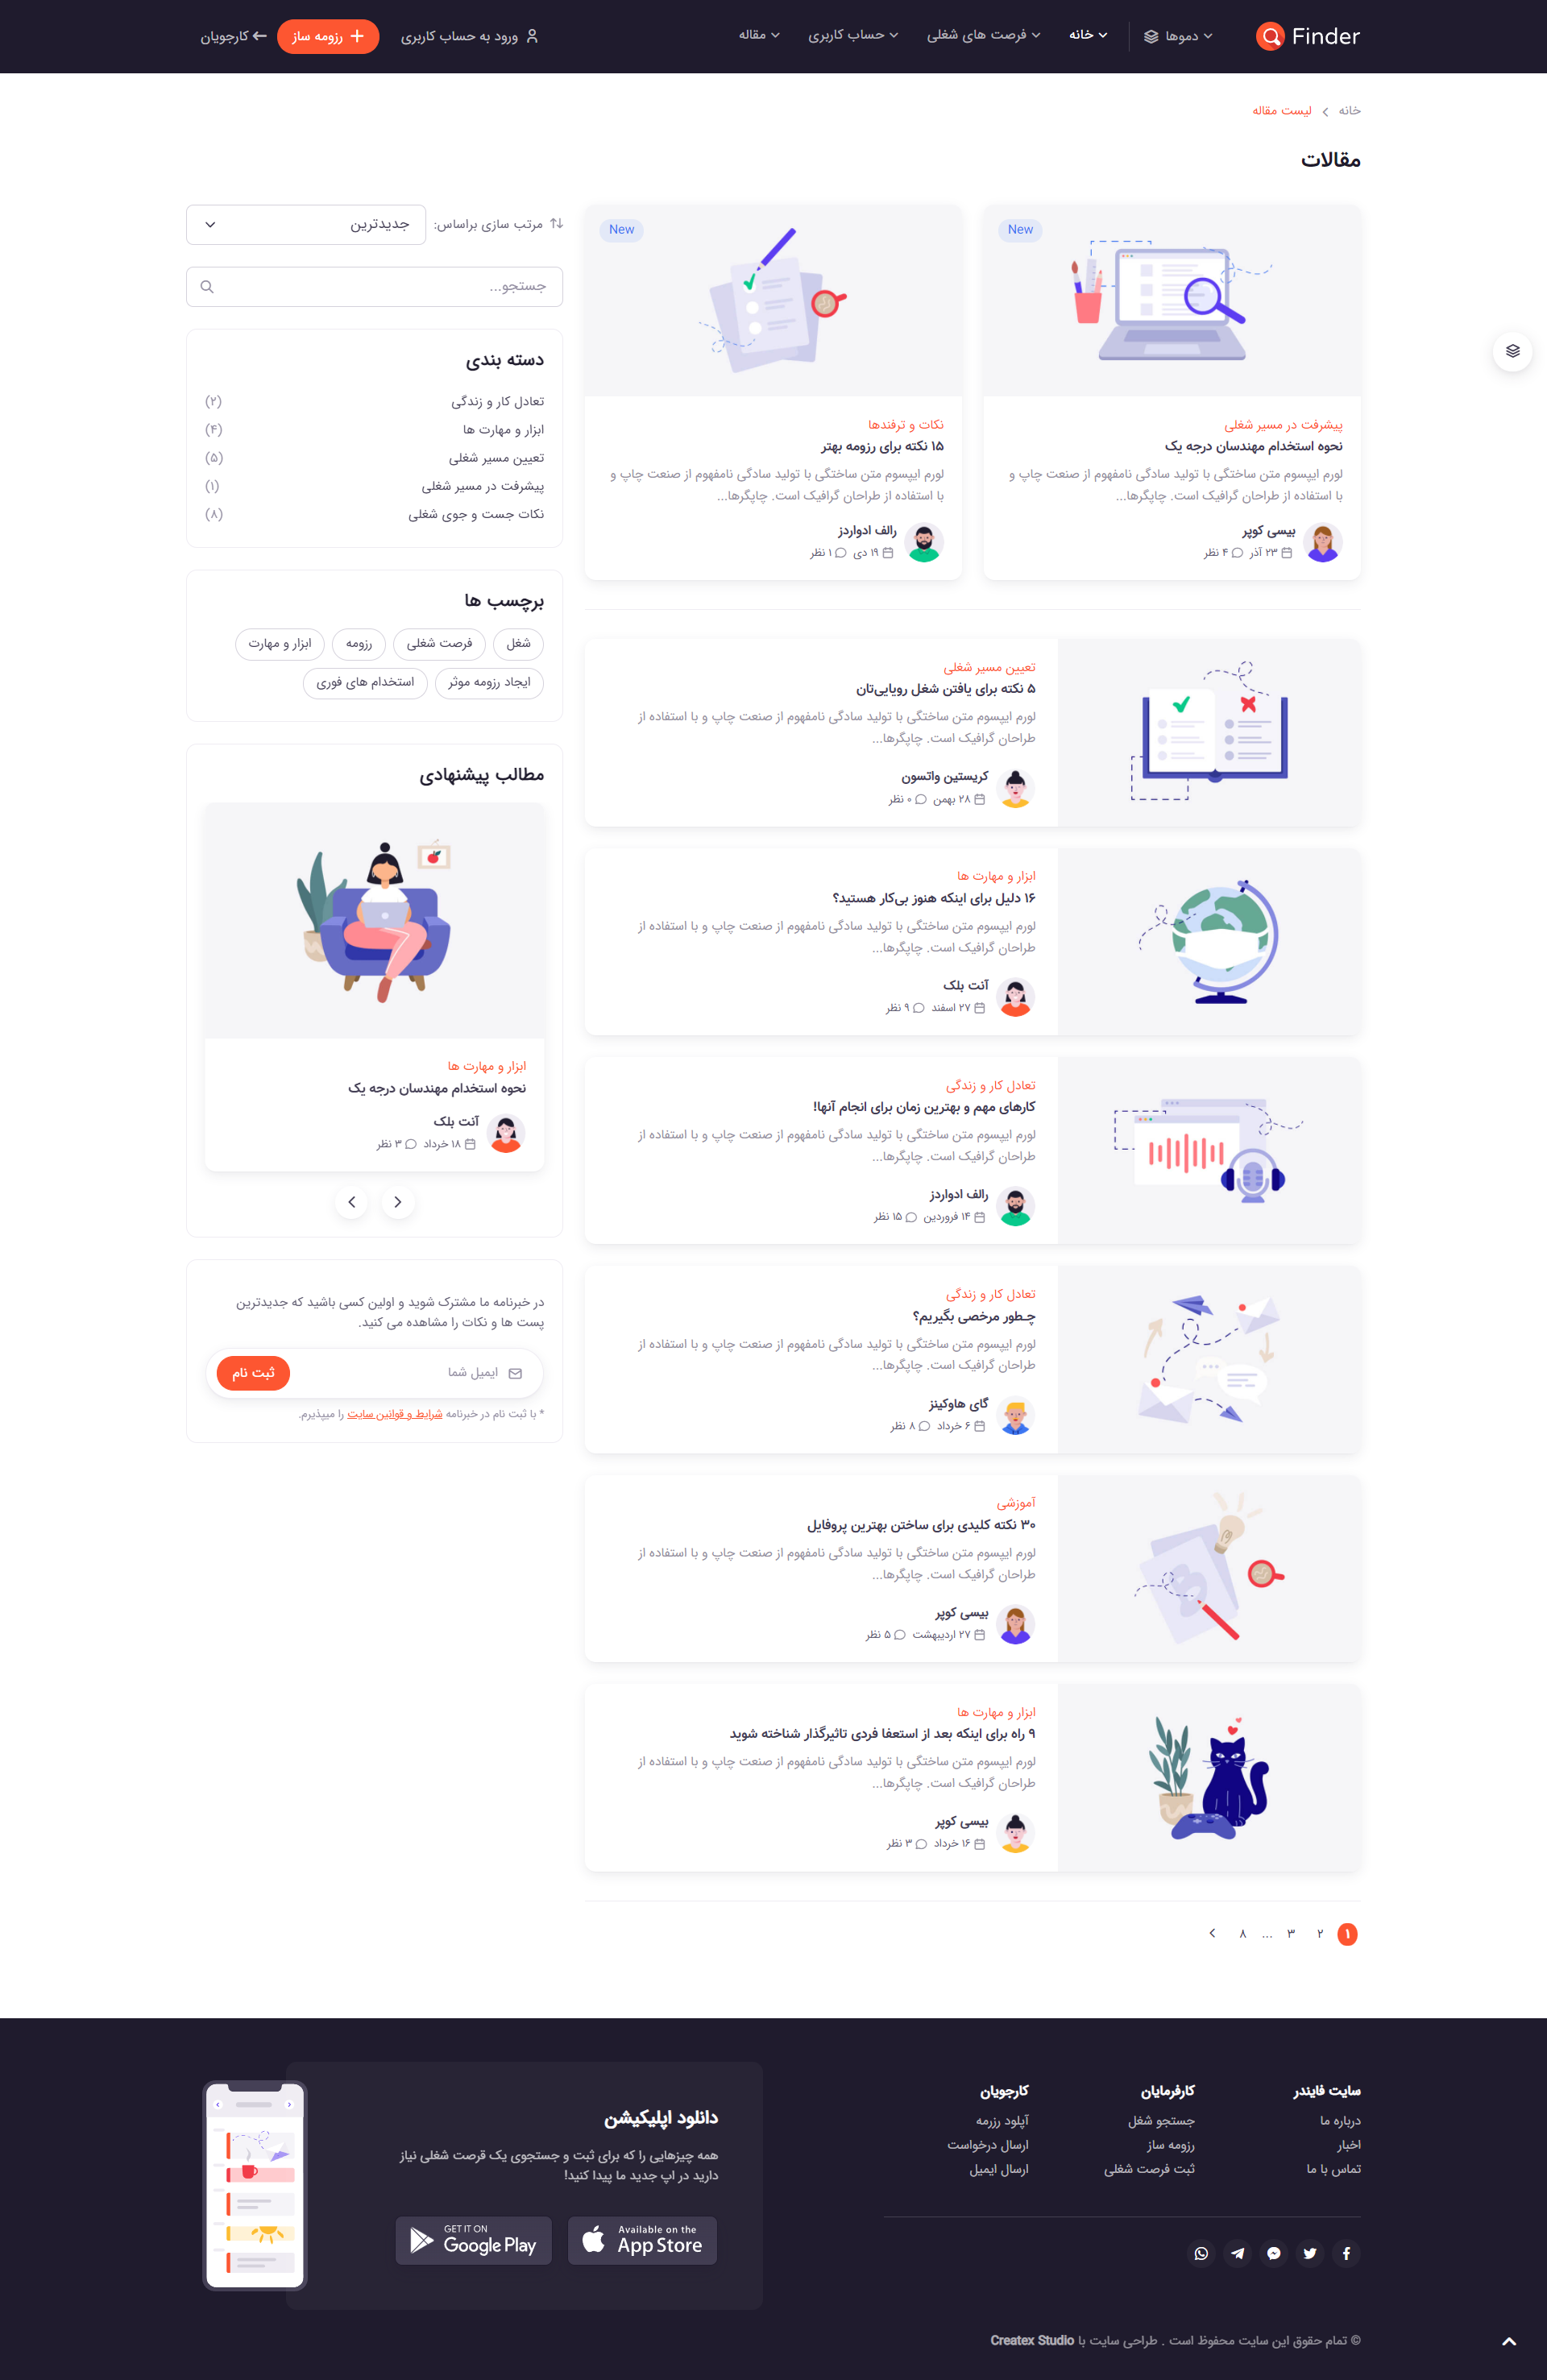 Finder
دموها
خانه
فرصت های شغلی
حساب کاربری
مقاله
ورود به حساب کاربری
رزومه ساز
کارجویان
خانه
لیست مقاله
مقالات
New
پیشرفت در مسیر شغلی
نحوه استخدام مهندسان درجه یک
لورم ایپسوم متن ساختگی با تولید سادگی نامفهوم از صنعت چاپ و
با استفاده از طراحان گرافیک است. چاپگرها...
بیسی کوپر
۲۳ آذر
۴ نظر
New
نکات و ترفندها
۱۵ نکته برای رزومه بهتر
لورم ایپسوم متن ساختگی با تولید سادگی نامفهوم از صنعت چاپ و
با استفاده از طراحان گرافیک است. چاپگرها...
رالف ادواردز
۱۹ دی
۱ نظر
تعیین مسیر شغلی
۵ نکته برای یافتن شغل رویایی‌تان
لورم ایپسوم متن ساختگی با تولید سادگی نامفهوم از صنعت چاپ و با استفاده از
طراحان گرافیک است. چاپگرها...
کریستین واتسون
۲۸ بهمن
۰ نظر
ابزار و مهارت ها
۱۶ دلیل برای اینکه هنوز بی‌کار هستید؟
لورم ایپسوم متن ساختگی با تولید سادگی نامفهوم از صنعت چاپ و با استفاده از
طراحان گرافیک است. چاپگرها...
آنت بلک
۲۷ اسفند
۹ نظر
تعادل کار و زندگی
کارهای مهم و بهترین زمان برای انجام آنها!
لورم ایپسوم متن ساختگی با تولید سادگی نامفهوم از صنعت چاپ و با استفاده از
طراحان گرافیک است. چاپگرها...
رالف ادواردز
۱۴ فروردین
۱۵ نظر
تعادل کار و زندگی
چـطور مرخصی بگیریم؟
لورم ایپسوم متن ساختگی با تولید سادگی نامفهوم از صنعت چاپ و با استفاده از
طراحان گرافیک است. چاپگرها...
گای هاوکینز
۶ خرداد
۸ نظر
آموزشی
۳۰ نکته کلیدی برای ساختن بهترین پروفایل
لورم ایپسوم متن ساختگی با تولید سادگی نامفهوم از صنعت چاپ و با استفاده از
طراحان گرافیک است. چاپگرها...
بیسی کوپر
۲۷ اردیبهشت
۵ نظر
ابزار و مهارت ها
۹ راه برای اینکه بعد از استعفا فردی تاثیرگذار شناخته شوید
لورم ایپسوم متن ساختگی با تولید سادگی نامفهوم از صنعت چاپ و با استفاده از
طراحان گرافیک است. چاپگرها...
بیسی کوپر
۱۶ خرداد
۳ نظر
۱ ۲ ۳ ... ۸
مرتب سازی براساس:
جدیدترین
جستجو...
دسته بندی
تعادل کار و زندگی (۲)
ابزار و مهارت ها (۴)
تعیین مسیر شغلی (۵)
پیشرفت در مسیر شغلی (۱)
نکات جست و جوی شغلی (۸)
برچسب ها
شغل
فرصت شغلی
رزومه
ابزار و مهارت
ایجاد رزومه موثر
استخدام های فوری
مطالب پیشنهادی
ابزار و مهارت ها
نحوه استخدام مهندسان درجه یک
آنت بلک
۱۸ خرداد
۳ نظر
در خبرنامه ما مشترک شوید و اولین کسی باشید که جدیدترین
پست ها و نکات را مشاهده می کنید.
ایمیل شما
ثبت نام
* با ثبت نام در خبرنامه شرایط و قوانین سایت را میپذیرم.
سایت فایندر
درباره ما
اخبار
تماس با ما
کارفرمایان
جستجو شغل
رزومه ساز
ثبت فرصت شغلی
کارجویان
آپلود رزرمه
ارسال درخواست
ارسال ایمیل
دانلود اپلیکیشن
همه چیزهایی را که برای ثبت و جستجوی یک فرصت شغلی نیاز
دارید در اپ جدید ما پیدا کنید!
Available on the
App Store
GET IT ON
Google Play
© تمام حقوق این سایت محفوظ است . طراحی سایت با Createx Studio